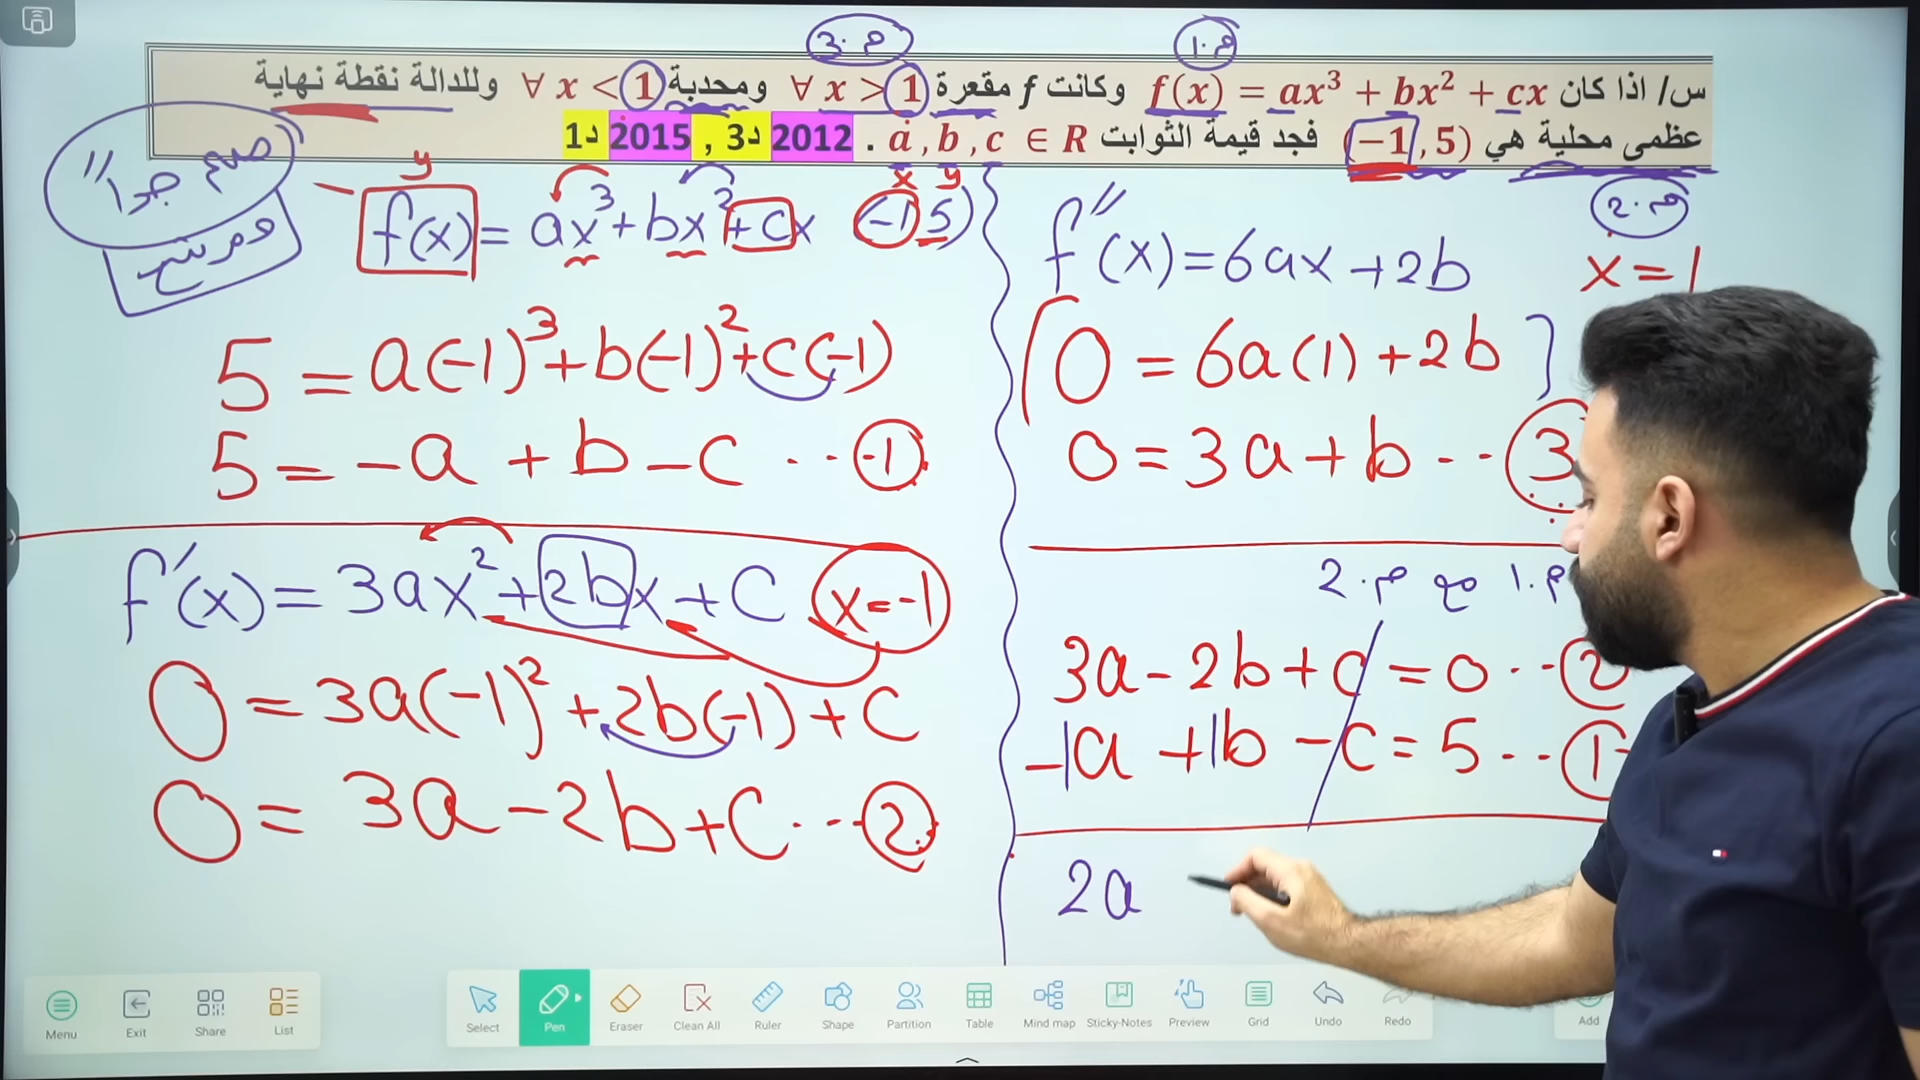 م.3 م.1
س/ اذا كان f(x) = ax³ + bx² + cx وكانت f مقعرة ∀ x > 1 ومحدبة ∀ x < 1 وللدالة نقطة نهاية
عظمى محلية هي (−1, 5) فجد قيمة الثوابت a , b , c ∈ R . 2012 د3 , 2015 د1
م.2
مهم جدا "
y
x y
f(x) = ax³ + bx² + cx (-1 5)
5 = a(-1)³ + b(-1)² + c(-1)
5 = -a + b - c ... 1
f'(x) = 3ax² + 2bx + c x = -1
0 = 3a(-1)² + 2b(-1) + c
0 = 3a - 2b + c ... 2
f''(x) = 6ax + 2b x = 1
0 = 6a(1) + 2b
0 = 3a + b ... 3
م.1 مع م.2
3a - 2b + c = 0 ... 2
-1a + 1b - c = 5 ... 1
2a
Menu Exit Share List Select Pen Eraser Clean All Ruler Shape Partition Table Mind map Sticky-Notes Preview Grid Undo Redo Add